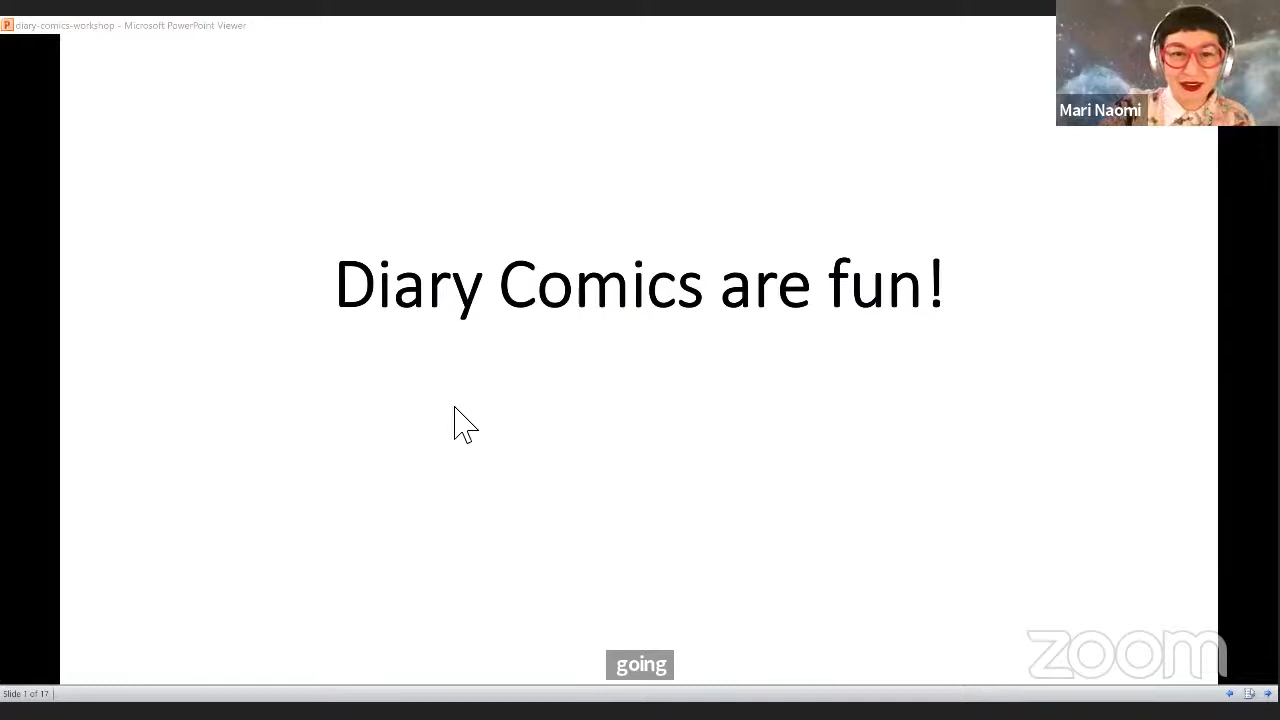 diary-comics-workshop - Microsoft PowerPoint Viewer
Mari Naomi
Diary Comics are fun!
going
zoom
Slide 1 of 17